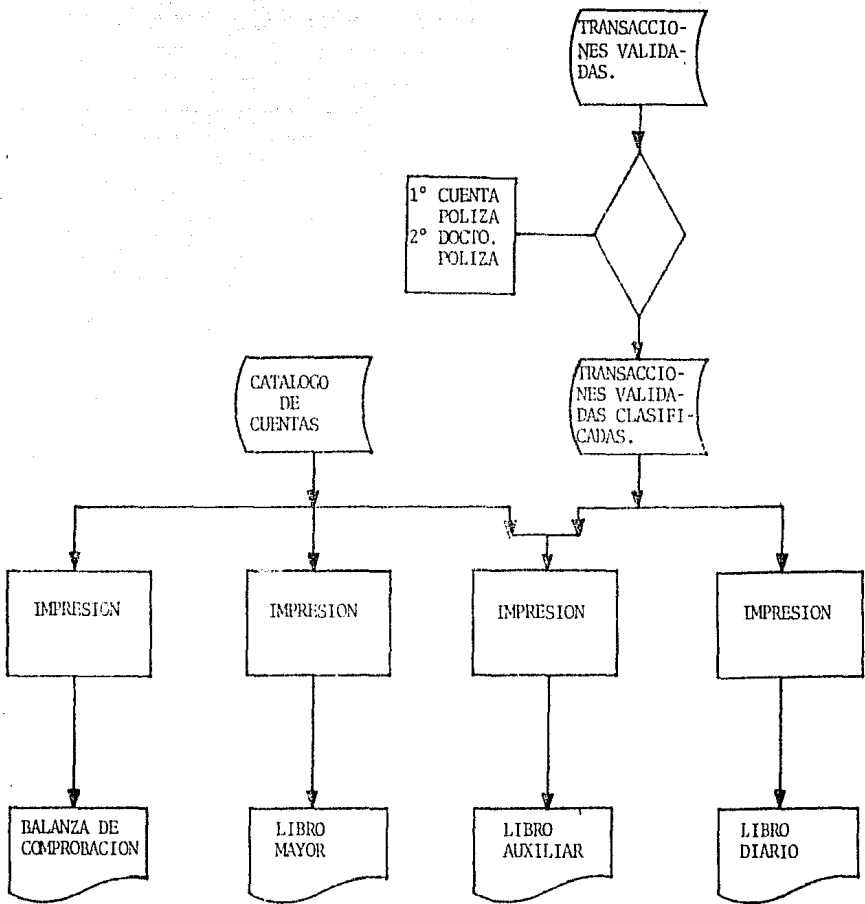 TRANSACCIO-
NES VALIDA-
DAS.
1° CUENTA
POLIZA
2° DOCTO.
POLIZA
CATALOGO
DE
CUENTAS
TRANSACCIO-
NES VALIDA-
DAS CLASIFI-
CADAS.
IMPRESION
IMPRESION
IMPRESION
IMPRESION
BALANZA DE
COMPROBACION
LIBRO
MAYOR
LIBRO
AUXILIAR
LIBRO
DIARIO